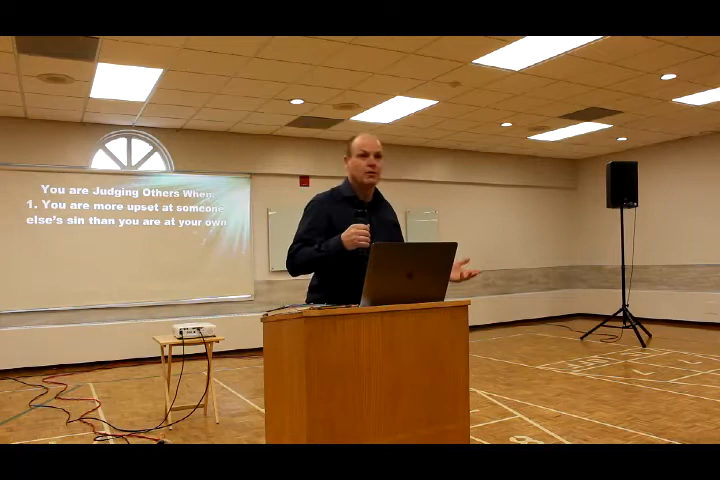 You are Judging Others When:
1. You are more upset at someone
else's sin than you are at your own